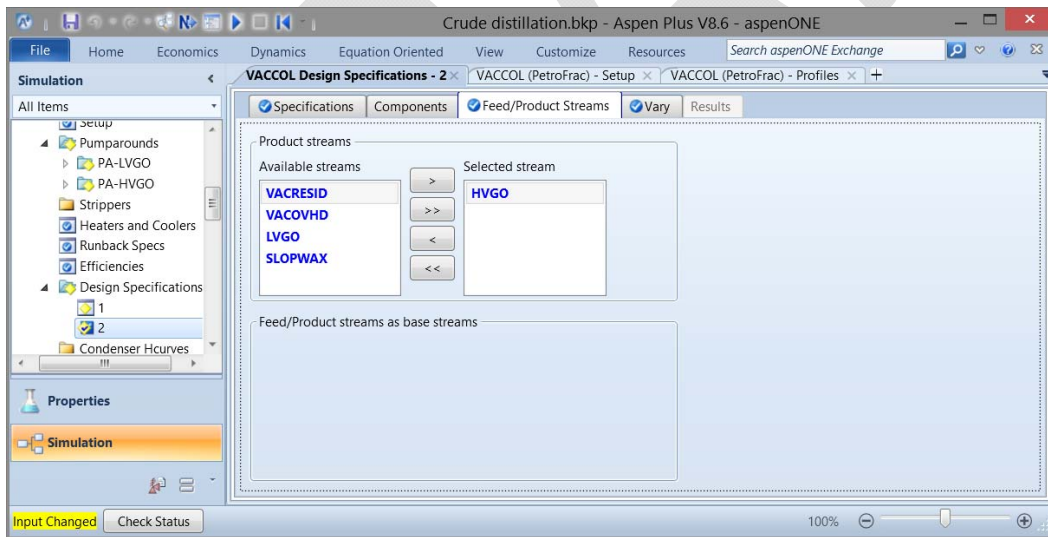 Crude distillation.bkp - Aspen Plus V8.6 - aspenONE
File Home Economics Dynamics Equation Oriented View Customize Resources Search aspenONE Exchange
Simulation
VACCOL Design Specifications - 2 VACCOL (PetroFrac) - Setup VACCOL (PetroFrac) - Profiles
All Items
Specifications Components Feed/Product Streams Vary Results
Setup
Pumparounds
PA-LVGO
PA-HVGO
Strippers
Heaters and Coolers
Runback Specs
Efficiencies
Design Specifications
1
2
Condenser Hcurves
Product streams
Available streams Selected stream
VACRESID
VACOVHD
LVGO
SLOPWAX
>
>>
<
<<
HVGO
Feed/Product streams as base streams
Properties
Simulation
Input Changed Check Status 100%